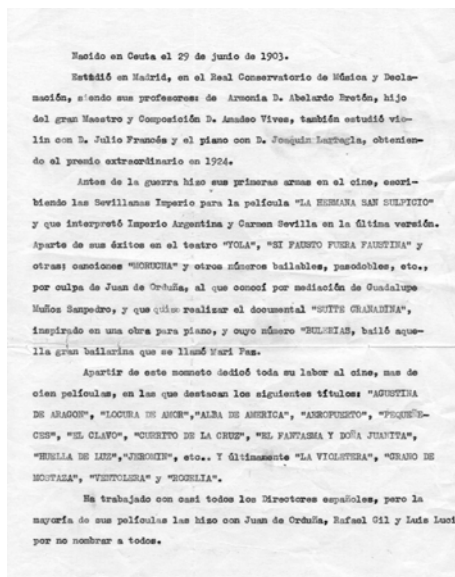 Nacido en Ceuta el 29 de junio de 1903.
Estudió en Madrid, en el Real Conservatorio de Música y Decla-
mación, siendo sus profesores: de Armonia D. Abelardo Bretón, hijo
del gran Maestro y Composición D. Amadeo Vives, también estudió vio-
lin con D. Julio Francés y el piano con D. Joaquin Larregla, obtenien-
do el premio extraordinario en 1924.
Antes de la guerra hizo sus primeras armas en el cine, escri-
biendo las Sevillanas Imperio para la película "LA HERMANA SAN SULPICIO"
y que interpretó Imperio Argentina y Carmen Sevilla en la última versión.
Aparte de sus éxitos en el teatro "YOLA", "SI FAUSTO FUERA FAUSTINA" y
otras; canciones "MORUCHA" y otros números bailables, pasodobles, etc.,
por culpa de Juan de Orduña, al que conocí por mediación de Guadalupe
Muñoz Sanpedro, y que quiso realizar el documental "SUITE GRANADINA",
inspirado en una obra para piano, y cuyo número "BULERIAS, bailó aque-
lla gran bailarina que se llamó Mari Paz.
Apartir de este momneto dedicó toda su labor al cine, mas de
cien películas, en las que destacan los siguientes títulos: "AGUSTINA
DE ARAGON", "LOCURA DE AMOR","ALBA DE AMERICA", "AEROPUERTO", "PEQUEÑE-
CES", "EL CLAVO", "CURRITO DE LA CRUZ", "EL FANTASMA Y DOÑA JUANITA",
"HUELLA DE LUZ","JEROMIN", etc.. Y últimamente "LA VIOLETERA", "GRANO DE
MOSTAZA", "VENTOLERA" y "ROGELIA".
Ha trabajado con casi todos los Directores españoles, pero la
mayoría de sus películas las hizo con Juan de Orduña, Rafael Gil y Luis Luci
por no nombrar a todos.